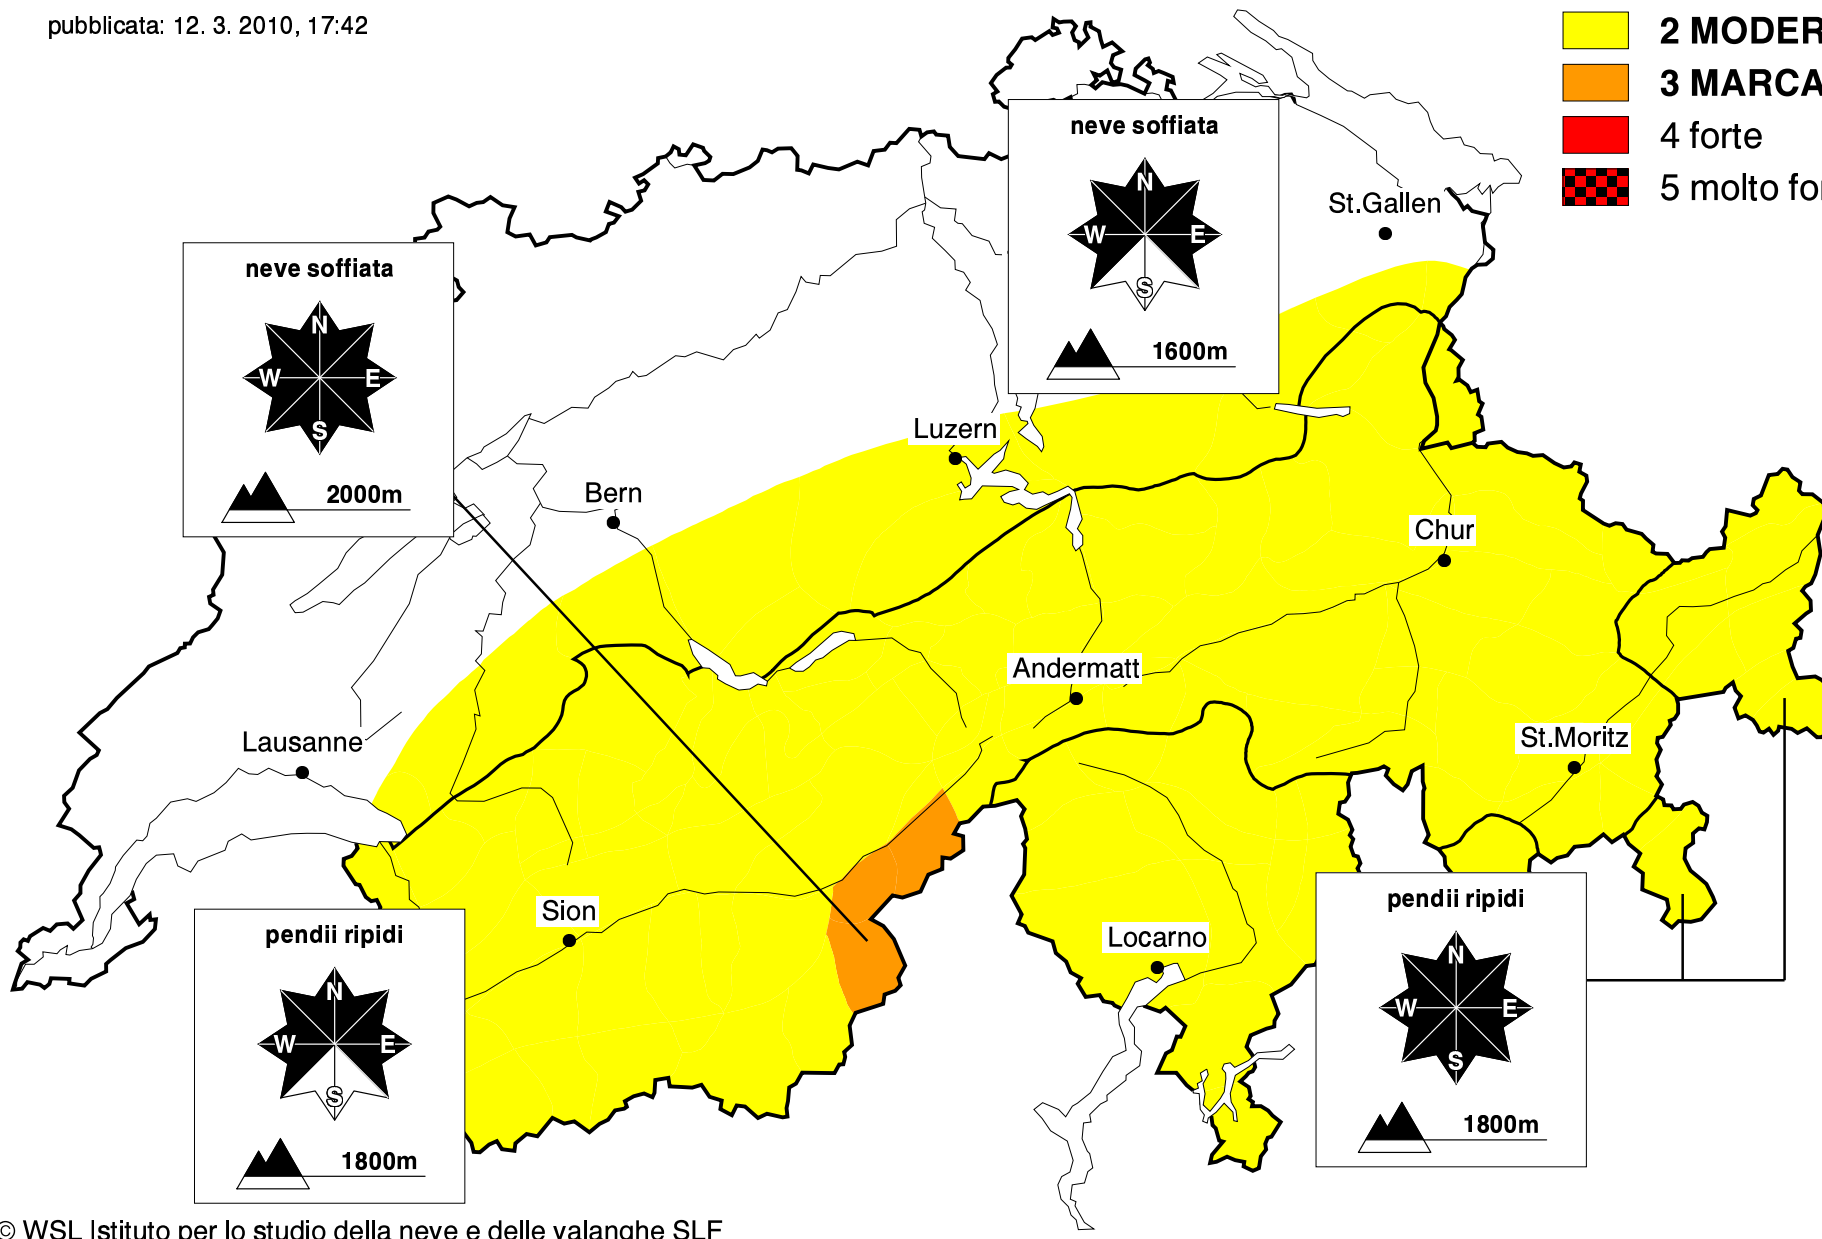 pubblicata: 12. 3. 2010, 17:42
2 MODER
3 MARCA
4 forte
5 molto for
neve soffiata
N
W E
S
1600m
St.Gallen
neve soffiata
N
W E
S
2000m
Luzern
Bern
Chur
Andermatt
St.Moritz
Lausanne
Sion
Locarno
pendii ripidi
N
W E
S
1800m
pendii ripidi
N
W E
S
1800m
© WSL Istituto per lo studio della neve e delle valanghe SLF